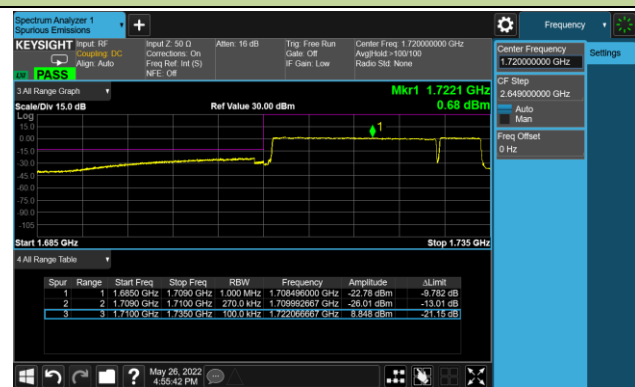 Spectrum Analyzer 1
Spurious Emissions
Frequency
KEYSIGHT
Input: RF
Coupling: DC
Align: Auto
Input Z: 50 Ω
Corrections: On
Freq Ref: Int (S)
NFE: Off
Atten: 16 dB
Trig: Free Run
Gate: Off
IF Gain: Low
Center Freq: 1.720000000 GHz
Avg|Hold:>100/100
Radio Std: None
PASS
Center Frequency
1.720000000 GHz
Settings
CF Step
2.649000000 GHz
Auto
Man
Freq Offset
0 Hz
3 All Range Graph
Mkr1 1.7221 GHz
Scale/Div 15.0 dB
Ref Value 30.00 dBm
0.68 dBm
Log
15.0
0.00
-15.0
-30.0
-45.0
-60.0
-75.0
-90.0
-105
1
Start 1.685 GHz
Stop 1.735 GHz
4 All Range Table
Spur Range Start Freq Stop Freq RBW Frequency Amplitude ΔLimit
1 1 1.6850 GHz 1.7090 GHz 1.000 MHz 1.708496000 GHz -22.78 dBm -9.782 dB
2 2 1.7090 GHz 1.7100 GHz 270.0 kHz 1.709992667 GHz -26.01 dBm -13.01 dB
3 3 1.7100 GHz 1.7350 GHz 100.0 kHz 1.722066667 GHz 8.848 dBm -21.15 dB
May 26, 2022
4:55:42 PM